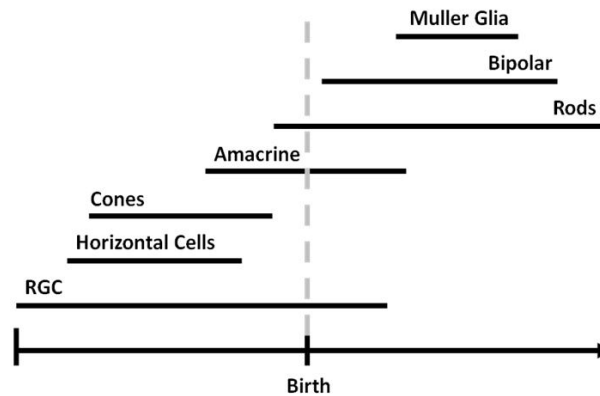 Muller Glia
Bipolar
Rods
Amacrine
Cones
Horizontal Cells
RGC
Birth